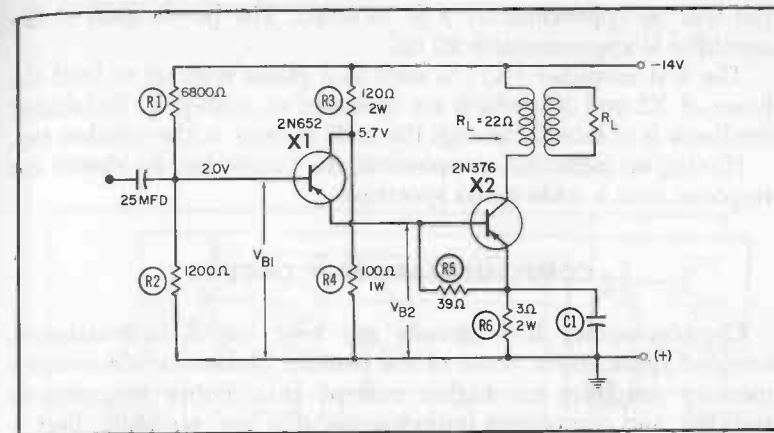 -14V
R1
6800Ω
R3
120Ω
2W
2N652
X1
5.7V
RL=22Ω
RL
2N376
X2
2.0V
25MFD
VB1
R2
1200Ω
R4
100Ω
1W
VB2
R5
39Ω
R6
3Ω
2W
C1
(+)